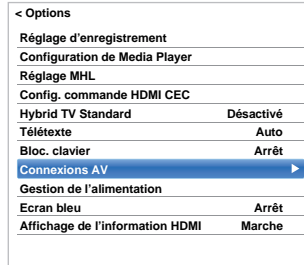 < Options
Réglage d'enregistrement
Configuration de Media Player
Réglage MHL
Config. commande HDMI CEC
Hybrid TV Standard Désactivé
Télétexte Auto
Bloc. clavier Arrêt
Connexions AV
Gestion de l'alimentation
Ecran bleu Arrêt
Affichage de l'information HDMI Marche